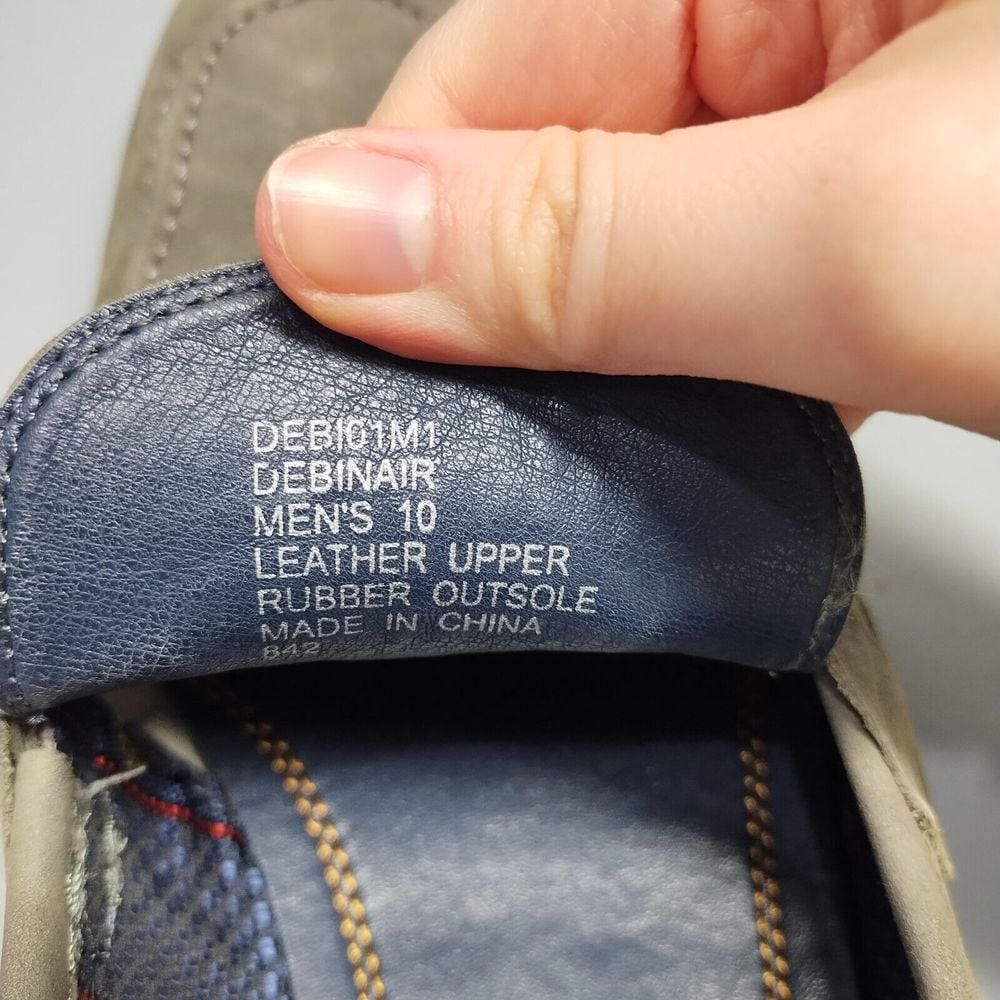 DEBI01M1
DEBINAIR
MEN'S 10
LEATHER UPPER
RUBBER OUTSOLE
MADE IN CHINA
842